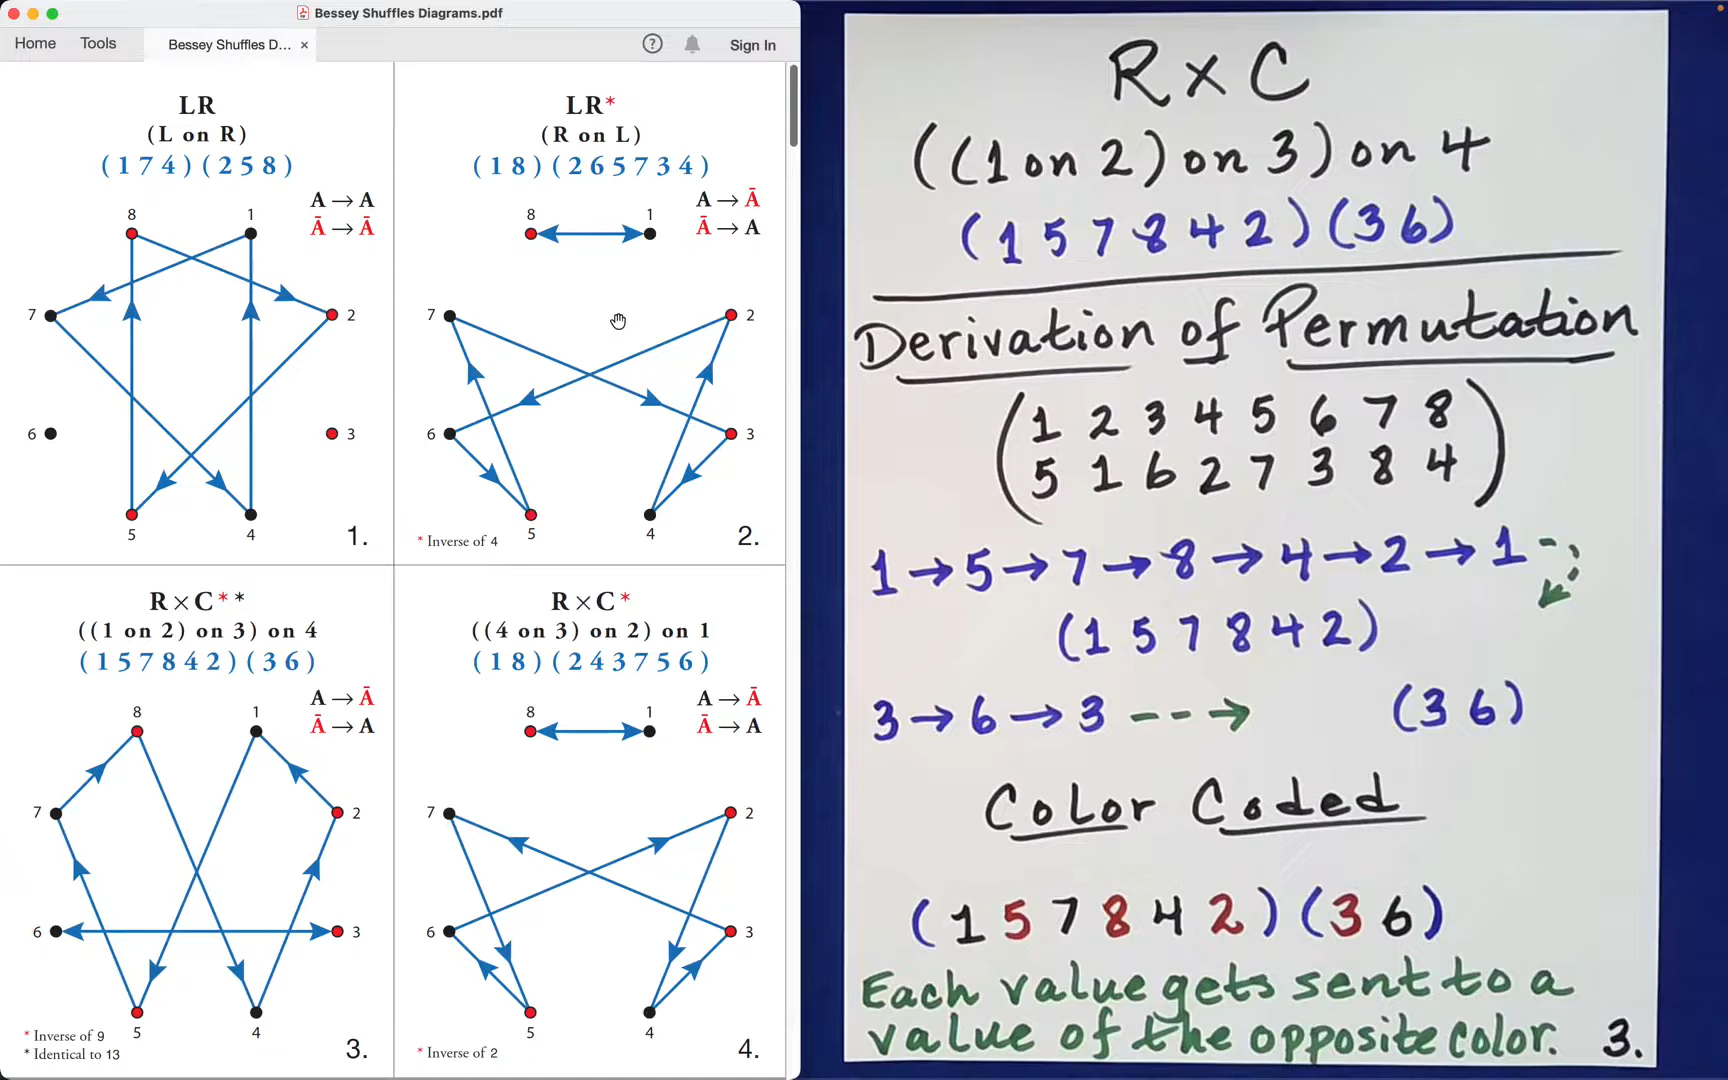 Bessey Shuffles Diagrams.pdf
Home Tools Bessey Shuffles D... × ? Sign In
LR
(L on R)
(1 7 4)(2 5 8)
A → A
Ā → Ā
8 1
7 2
6 3
5 4
1.
LR*
(R on L)
(1 8)(2 6 5 7 3 4)
A → Ā
Ā → A
8 1
7 2
6 3
5 4
* Inverse of 4
2.
R×C**
((1 on 2) on 3) on 4
(1 5 7 8 4 2)(3 6)
A → Ā
Ā → A
8 1
7 2
6 3
5 4
* Inverse of 9
* Identical to 13
3.
R×C*
((4 on 3) on 2) on 1
(1 8)(2 4 3 7 5 6)
A → Ā
Ā → A
8 1
7 2
6 3
5 4
* Inverse of 2
4.
R×C
((1 on 2) on 3) on 4
(1 5 7 8 4 2)(3 6)
Derivation of Permutation
1 2 3 4 5 6 7 8
5 1 6 2 7 3 8 4
1→5→7→8→4→2→1
(1 5 7 8 4 2)
3→6→3 (3 6)
Color Coded
(1 5 7 8 4 2)(3 6)
Each value gets sent to a
value of the opposite color. 3.